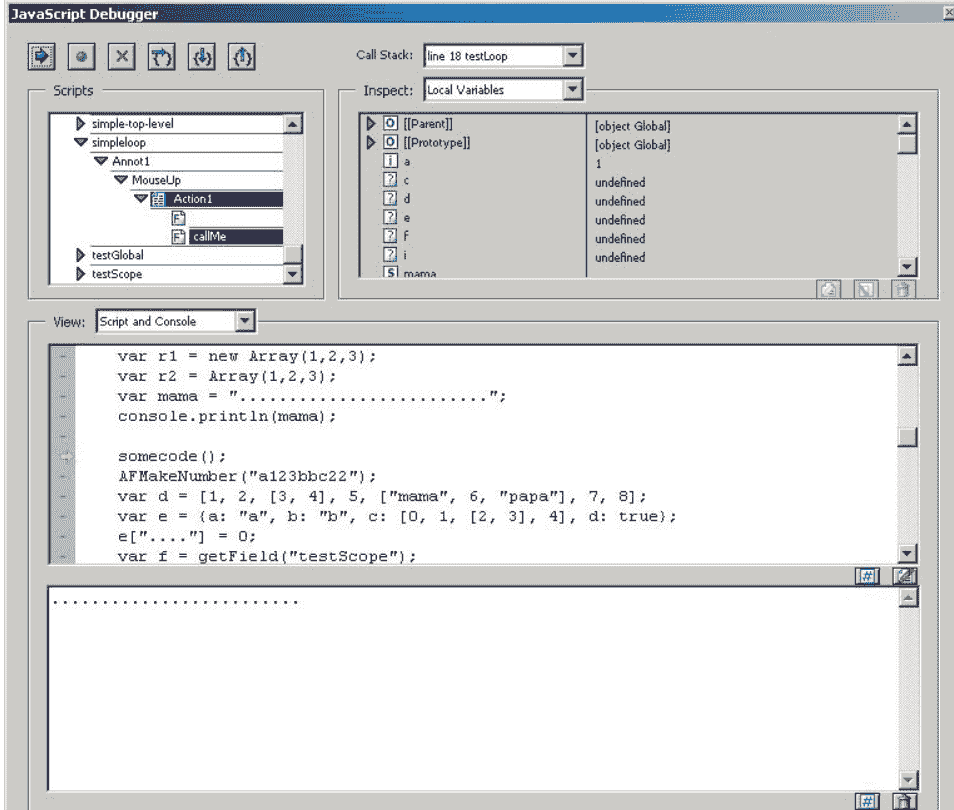 JavaScript Debugger
Call Stack: line 18 testLoop
Scripts
Inspect: Local Variables
simple-top-level
simpleloop
Annot1
MouseUp
Action1
callMe
testGlobal
testScope
[[Parent]] [object Global]
[[Prototype]] [object Global]
a 1
c undefined
d undefined
e undefined
f undefined
i undefined
mama
View: Script and Console
var r1 = new Array(1,2,3);
var r2 = Array(1,2,3);
var mama = ".........................";
console.println(mama);
somecode();
AFMakeNumber("a123bbc22");
var d = [1, 2, [3, 4], 5, ["mama", 6, "papa"], 7, 8];
var e = {a: "a", b: "b", c: [0, 1, [2, 3], 4], d: true};
e["...."] = 0;
var f = getField("testScope");
.........................